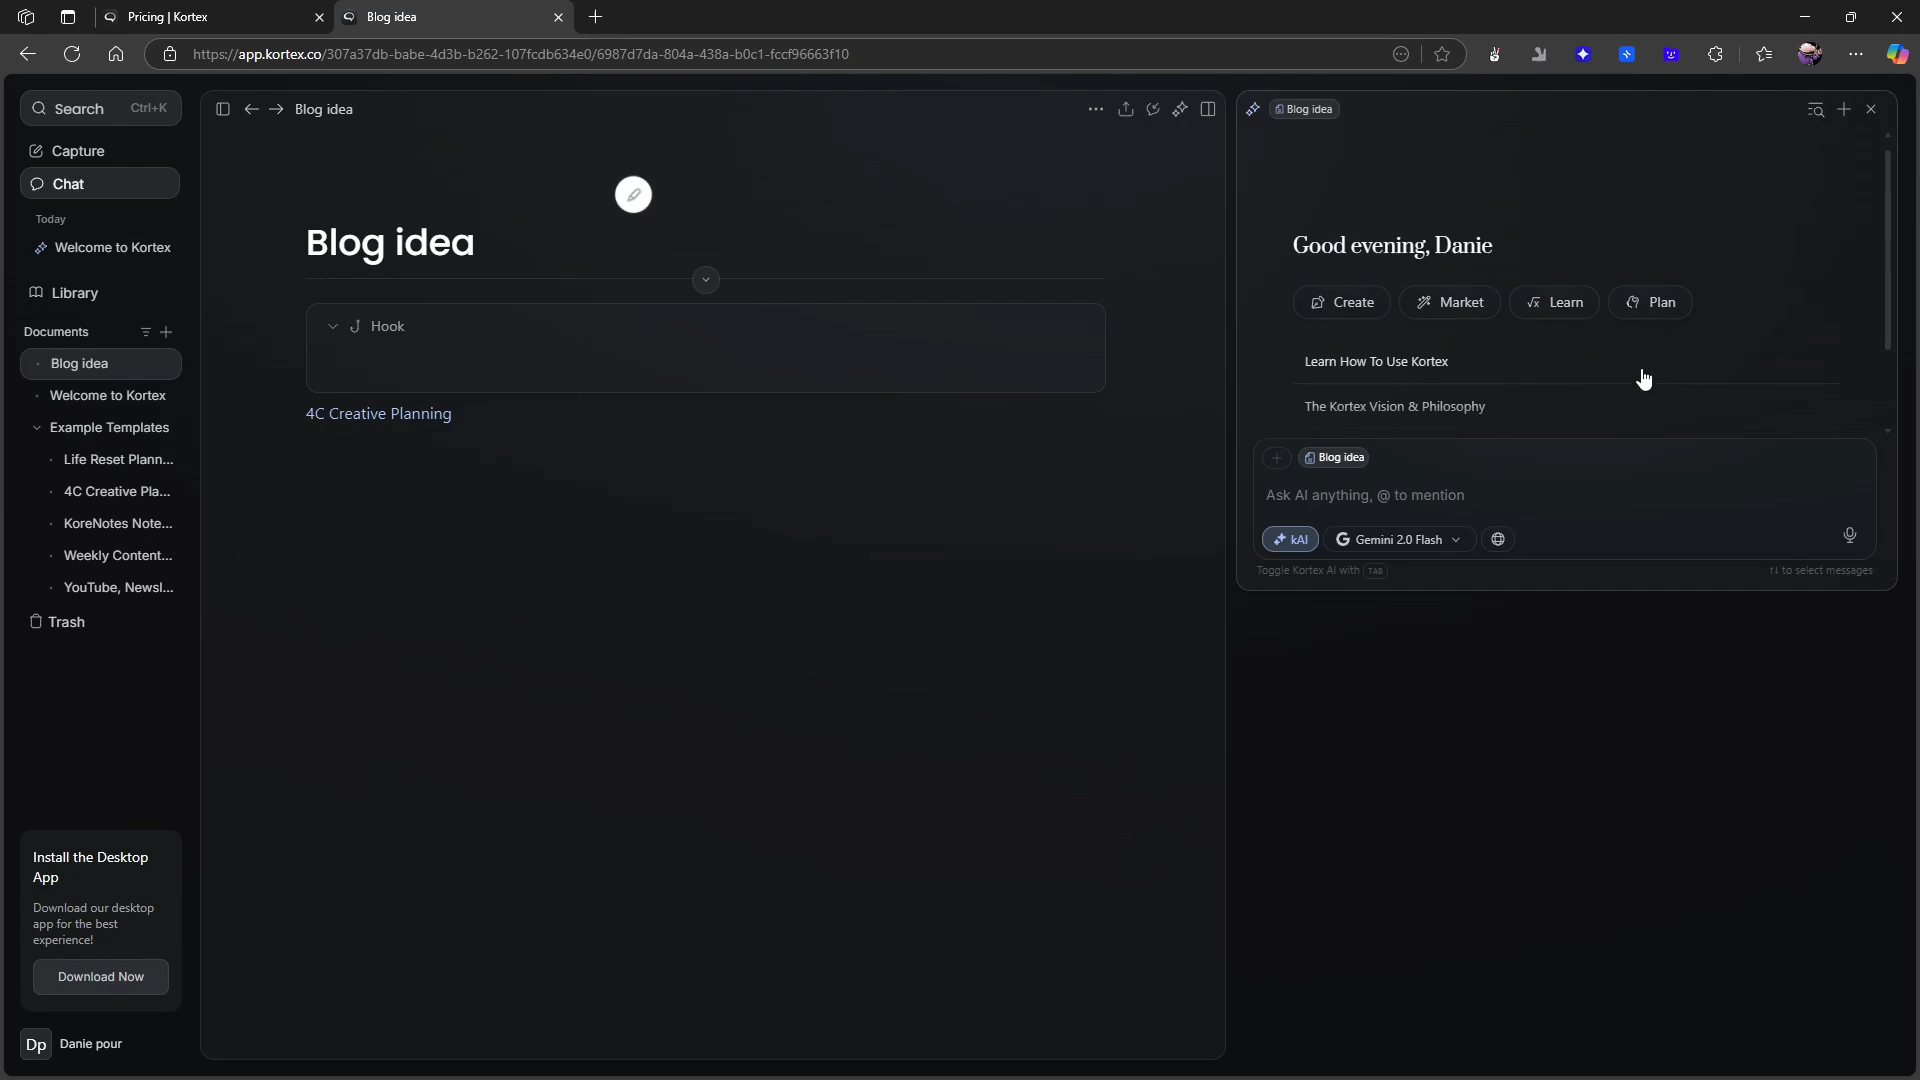 Pricing | Kortex
Blog idea
https://app.kortex.co/307a37db-babe-4d3b-b262-107fcdb634e0/6987d7da-804a-438a-b0c1-fccf96663f10
Search Ctrl+K
Capture
Chat
Today
Welcome to Kortex
Library
Documents
Blog idea
Welcome to Kortex
Example Templates
Life Reset Plann...
4C Creative Pla...
KoreNotes Note...
Weekly Content...
YouTube, Newsl...
Trash
Install the Desktop
App
Download our desktop
app for the best
experience!
Download Now
Dp Danie pour
Blog idea
Blog idea
Hook
4C Creative Planning
Blog idea
Good evening, Danie
Create Market Learn Plan
Learn How To Use Kortex
The Kortex Vision & Philosophy
Blog idea
Ask AI anything, @ to mention
kAI Gemini 2.0 Flash
Toggle Kortex AI with TAB ↑↓ to select messages